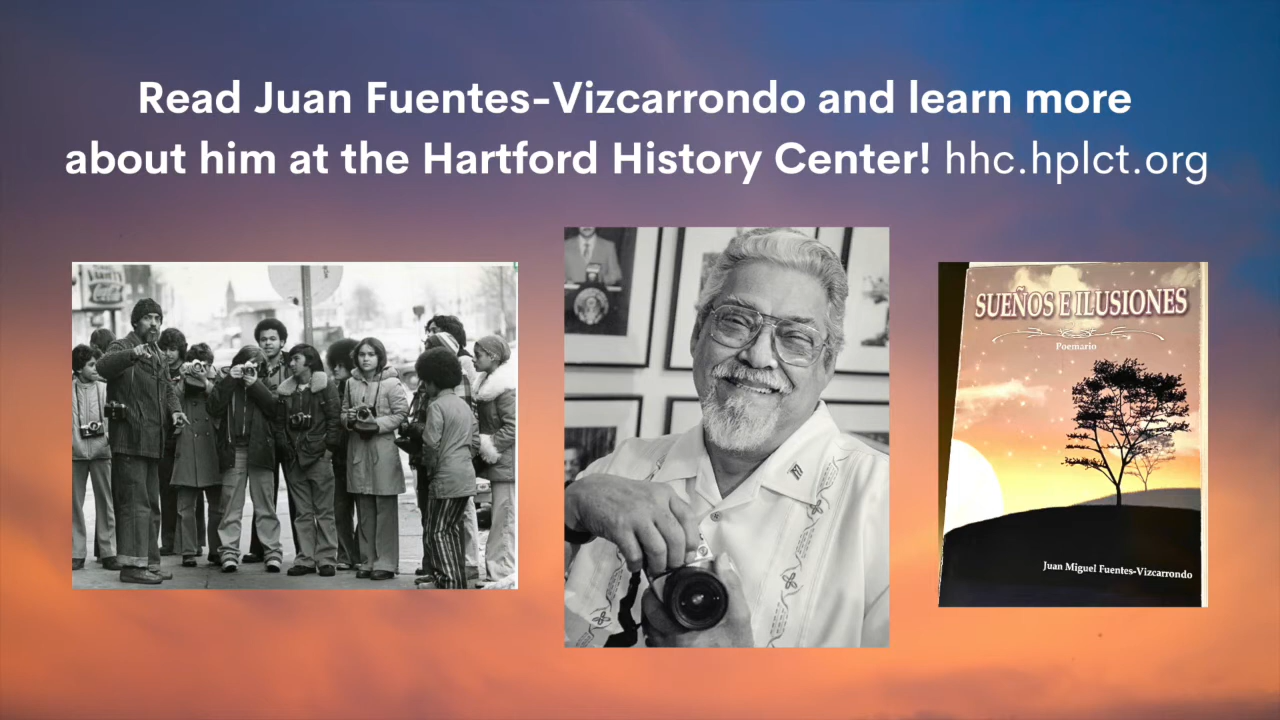 Read Juan Fuentes-Vizcarrondo and learn more
about him at the Hartford History Center! hhc.hplct.org
SUEÑOS E ILUSIONES
Poemario
Juan Miguel Fuentes-Vizcarrondo